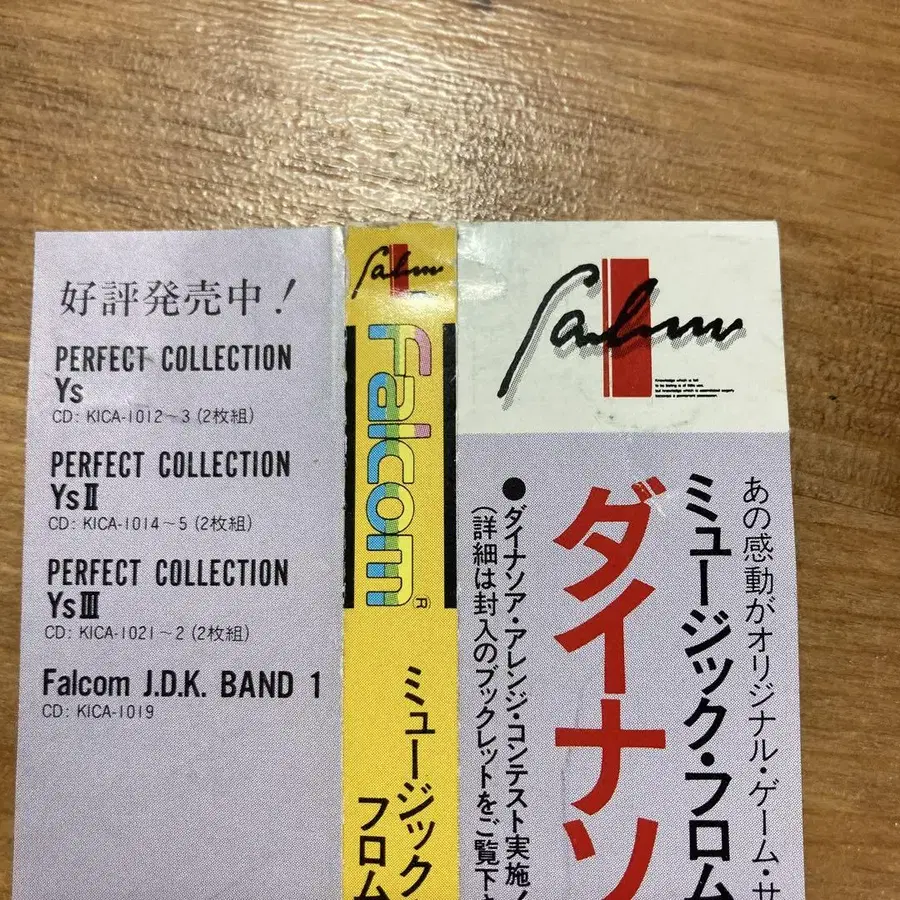 好評発売中!
PERFECT COLLECTION
Ys
CD: KICA-1012~3 (2枚組)
PERFECT COLLECTION
YsⅡ
CD: KICA-1014~5 (2枚組)
PERFECT COLLECTION
YsⅢ
CD: KICA-1021~2 (2枚組)
Falcom J.D.K. BAND 1
CD: KICA-1019
falcom
Falcom®
ミュージック・
フロム
falcom
あの感動がオリジナル・ゲーム・サ
ミュージック・フロム
ダイナソ
●ダイナソア・アレンジ・コンテスト実施!
(詳細は封入のブックレットをご覧下さ